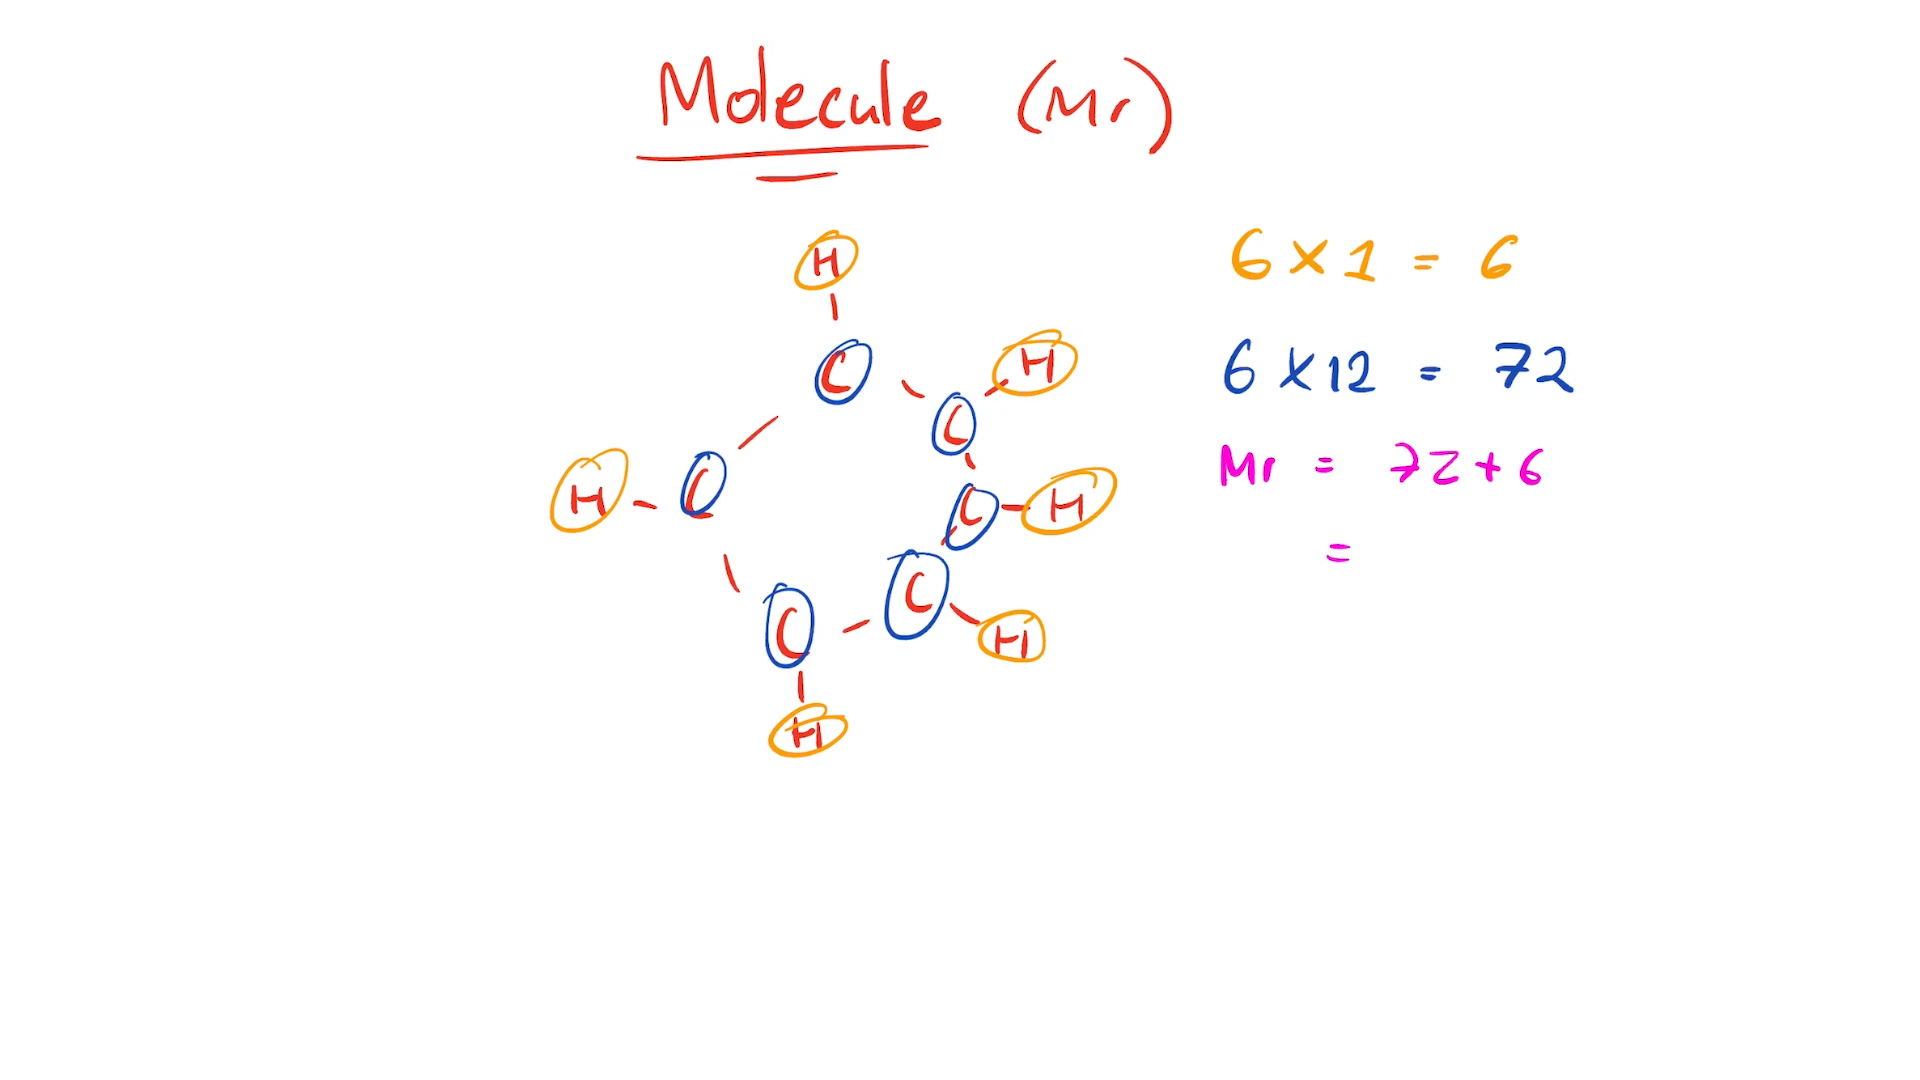 Molecule (Mr)
H
C
H
C
H
C
C
H
C
H
C
H
6 × 1 = 6
6 × 12 = 72
Mr = 72 + 6
=